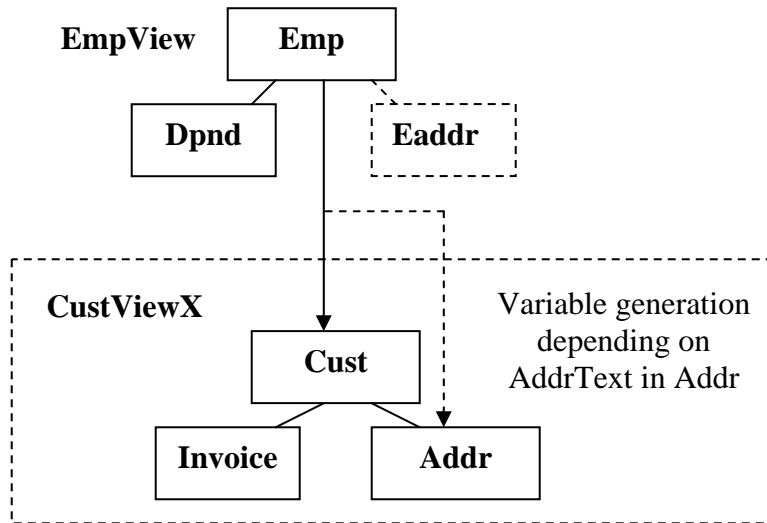 EmpView
Emp
Dpnd
Eaddr
CustViewX
Variable generation
depending on
AddrText in Addr
Cust
Invoice
Addr